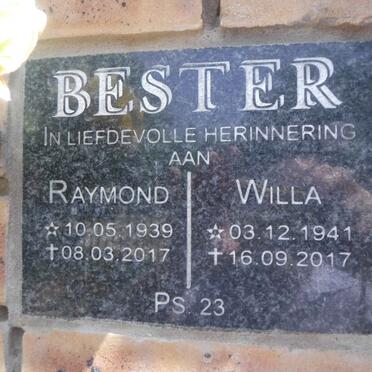 BESTER
IN LIEFDEVOLLE HERINNERING
AAN
RAYMOND WILLA
☆ 10.05.1939 ☆ 03.12.1941
✝ 08.03.2017 ✝ 16.09.2017
PS. 23